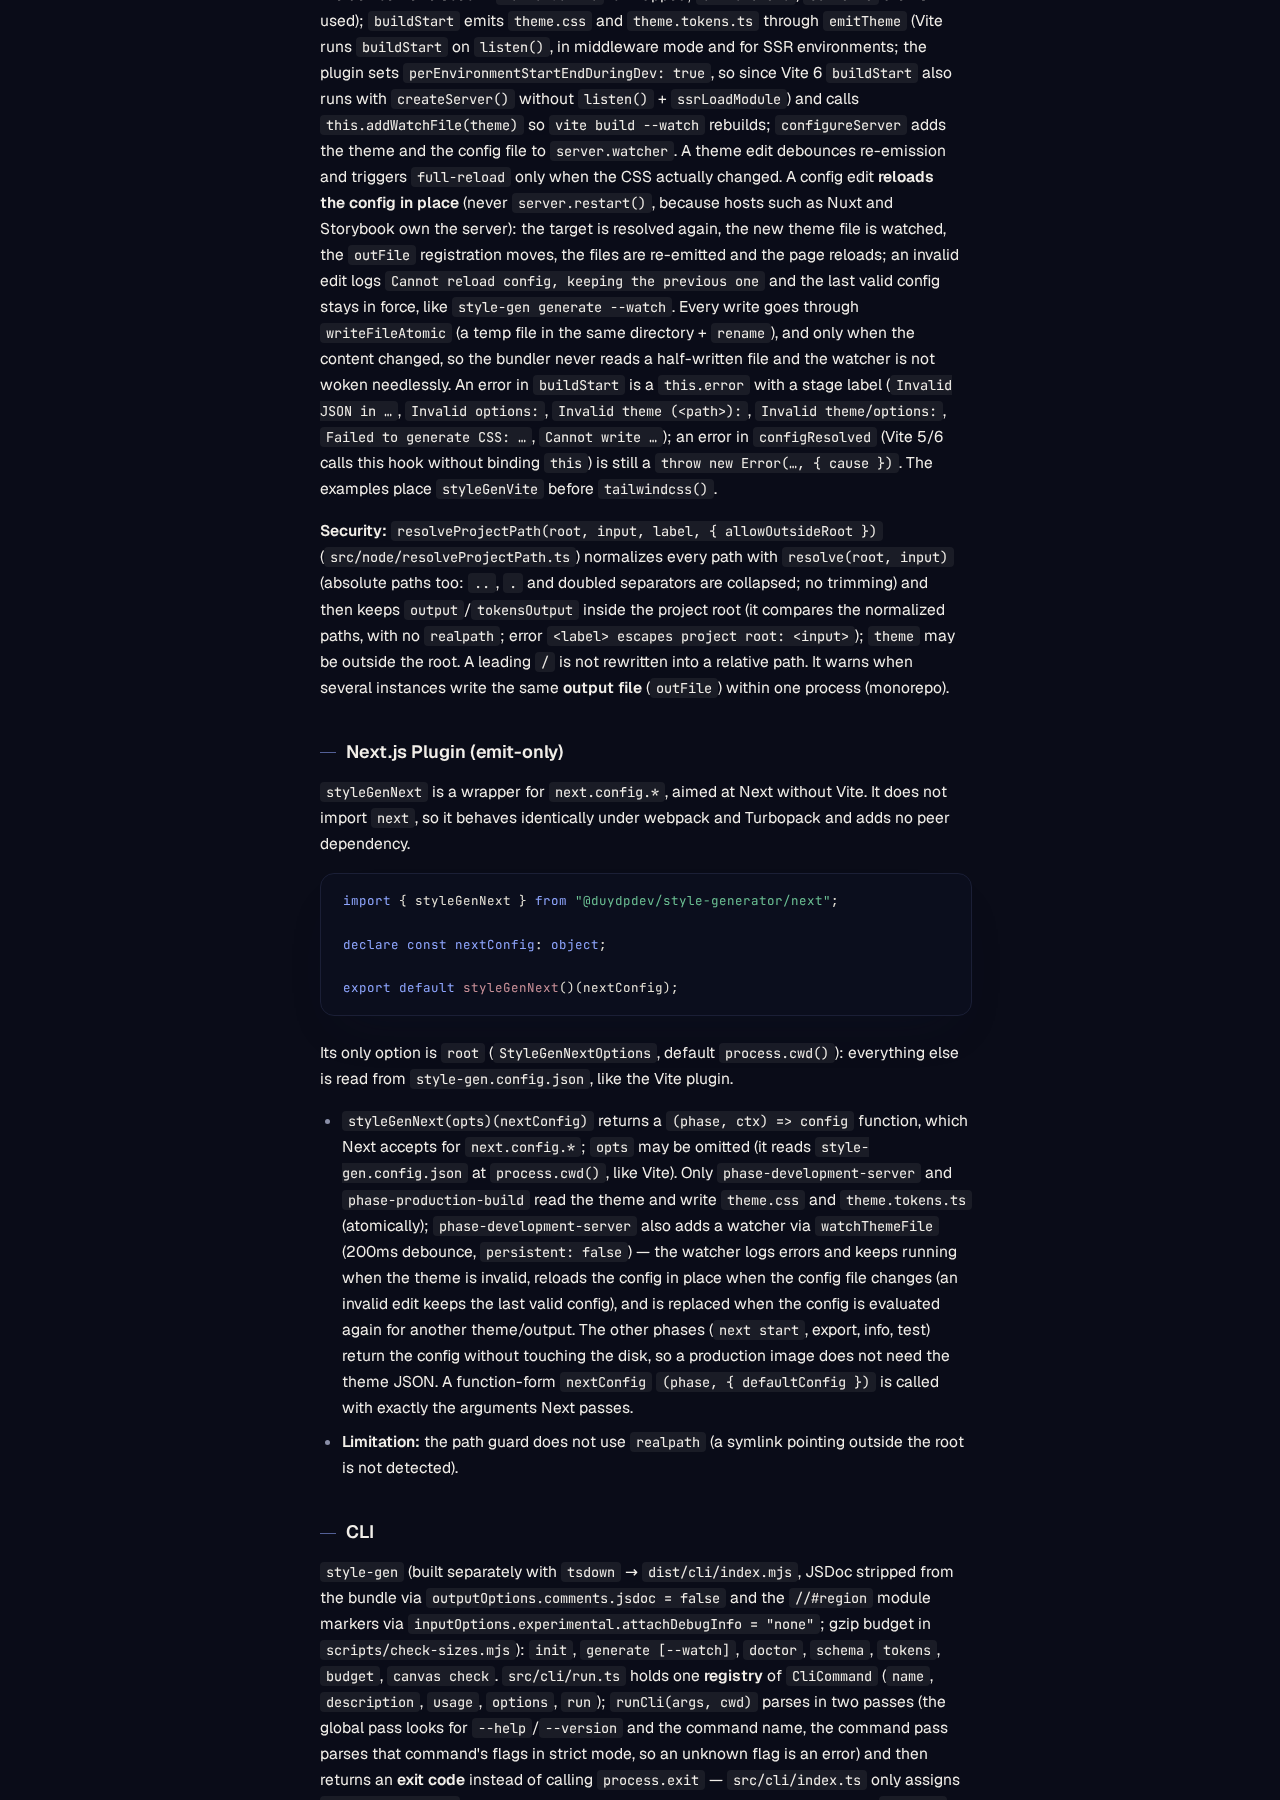 used); buildStart emits theme.css and theme.tokens.ts through emitTheme (Vite
runs buildStart on listen(), in middleware mode and for SSR environments; the
plugin sets perEnvironmentStartEndDuringDev: true, so since Vite 6 buildStart also
runs with createServer() without listen() + ssrLoadModule) and calls
this.addWatchFile(theme) so vite build --watch rebuilds; configureServer adds
the theme and the config file to server.watcher. A theme edit debounces re-emission
and triggers full-reload only when the CSS actually changed. A config edit reloads
the config in place (never server.restart(), because hosts such as Nuxt and
Storybook own the server): the target is resolved again, the new theme file is watched,
the outFile registration moves, the files are re-emitted and the page reloads; an invalid
edit logs Cannot reload config, keeping the previous one and the last valid config
stays in force, like style-gen generate --watch. Every write goes through
writeFileAtomic (a temp file in the same directory + rename), and only when the
content changed, so the bundler never reads a half-written file and the watcher is not
woken needlessly. An error in buildStart is a this.error with a stage label (Invalid
JSON in …, Invalid options:, Invalid theme (<path>):, Invalid theme/options:,
Failed to generate CSS: …, Cannot write …); an error in configResolved (Vite 5/6
calls this hook without binding this) is still a throw new Error(…, { cause }). The
examples place styleGenVite before tailwindcss().
Security: resolveProjectPath(root, input, label, { allowOutsideRoot })
(src/node/resolveProjectPath.ts) normalizes every path with resolve(root, input)
(absolute paths too: .., . and doubled separators are collapsed; no trimming) and
then keeps output/tokensOutput inside the project root (it compares the normalized
paths, with no realpath; error <label> escapes project root: <input>); theme may
be outside the root. A leading / is not rewritten into a relative path. It warns when
several instances write the same output file (outFile) within one process (monorepo).
— Next.js Plugin (emit-only)
styleGenNext is a wrapper for next.config.*, aimed at Next without Vite. It does not
import next, so it behaves identically under webpack and Turbopack and adds no peer
dependency.
import { styleGenNext } from "@duydpdev/style-generator/next";
declare const nextConfig: object;
export default styleGenNext()(nextConfig);
Its only option is root (StyleGenNextOptions, default process.cwd()): everything else
is read from style-gen.config.json, like the Vite plugin.
• styleGenNext(opts)(nextConfig) returns a (phase, ctx) => config function, which
Next accepts for next.config.*; opts may be omitted (it reads style-
gen.config.json at process.cwd(), like Vite). Only phase-development-server and
phase-production-build read the theme and write theme.css and theme.tokens.ts
(atomically); phase-development-server also adds a watcher via watchThemeFile
(200ms debounce, persistent: false) — the watcher logs errors and keeps running
when the theme is invalid, reloads the config in place when the config file changes (an
invalid edit keeps the last valid config), and is replaced when the config is evaluated
again for another theme/output. The other phases (next start, export, info, test)
return the config without touching the disk, so a production image does not need the
theme JSON. A function-form nextConfig (phase, { defaultConfig }) is called
with exactly the arguments Next passes.
• Limitation: the path guard does not use realpath (a symlink pointing outside the root
is not detected).
— CLI
style-gen (built separately with tsdown → dist/cli/index.mjs, JSDoc stripped from
the bundle via outputOptions.comments.jsdoc = false and the //#region module
markers via inputOptions.experimental.attachDebugInfo = "none"; gzip budget in
scripts/check-sizes.mjs): init, generate [--watch], doctor, schema, tokens,
budget, canvas check. src/cli/run.ts holds one registry of CliCommand (name,
description, usage, options, run); runCli(args, cwd) parses in two passes (the
global pass looks for --help/--version and the command name, the command pass
parses that command's flags in strict mode, so an unknown flag is an error) and then
returns an exit code instead of calling process.exit — src/cli/index.ts only assigns